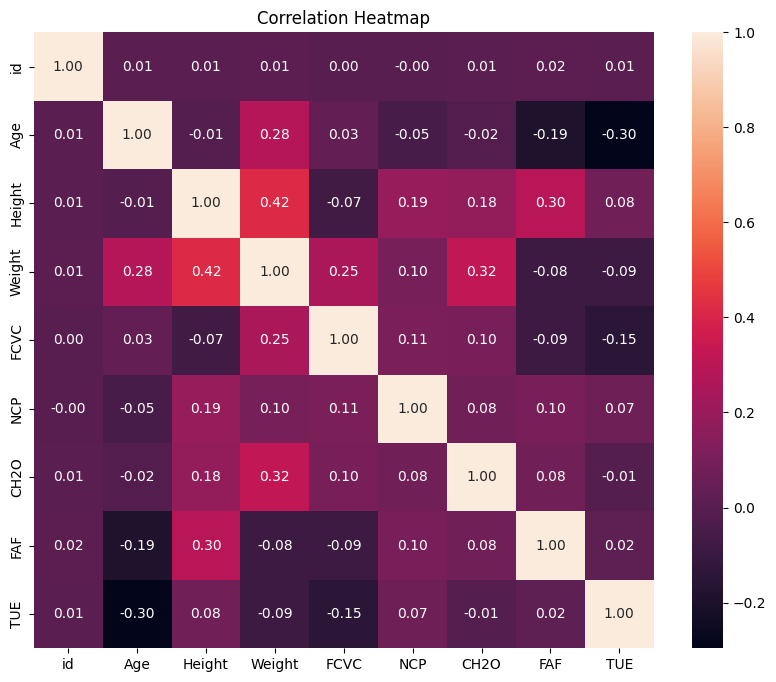 Correlation Heatmap
id 1.00 0.01 0.01 0.01 0.00 -0.00 0.01 0.02 0.01
Age 0.01 1.00 -0.01 0.28 0.03 -0.05 -0.02 -0.19 -0.30
Height 0.01 -0.01 1.00 0.42 -0.07 0.19 0.18 0.30 0.08
Weight 0.01 0.28 0.42 1.00 0.25 0.10 0.32 -0.08 -0.09
FCVC 0.00 0.03 -0.07 0.25 1.00 0.11 0.10 -0.09 -0.15
NCP -0.00 -0.05 0.19 0.10 0.11 1.00 0.08 0.10 0.07
CH2O 0.01 -0.02 0.18 0.32 0.10 0.08 1.00 0.08 -0.01
FAF 0.02 -0.19 0.30 -0.08 -0.09 0.10 0.08 1.00 0.02
TUE 0.01 -0.30 0.08 -0.09 -0.15 0.07 -0.01 0.02 1.00
id Age Height Weight FCVC NCP CH2O FAF TUE
1.0
0.8
0.6
0.4
0.2
0.0
−0.2